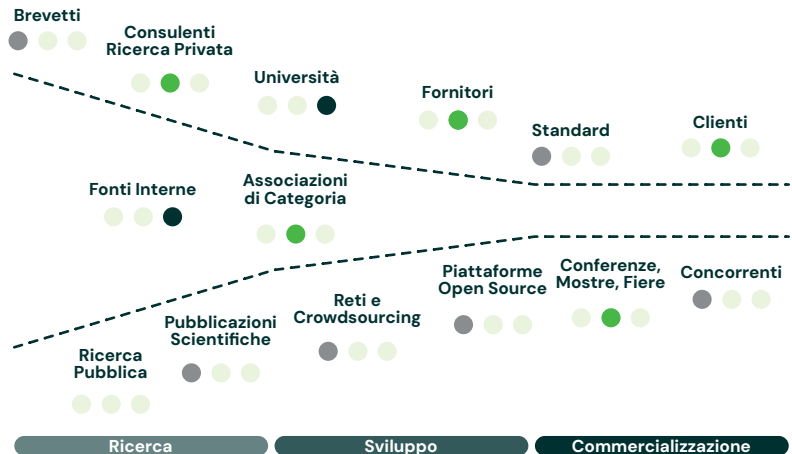 Brevetti
Consulenti
Ricerca Privata
Università
Fornitori
Standard
Clienti
Fonti Interne
Associazioni
di Categoria
Ricerca
Pubblica
Pubblicazioni
Scientifiche
Reti e
Crowdsourcing
Piattaforme
Open Source
Conferenze,
Mostre, Fiere
Concorrenti
Ricerca
Sviluppo
Commercializzazione